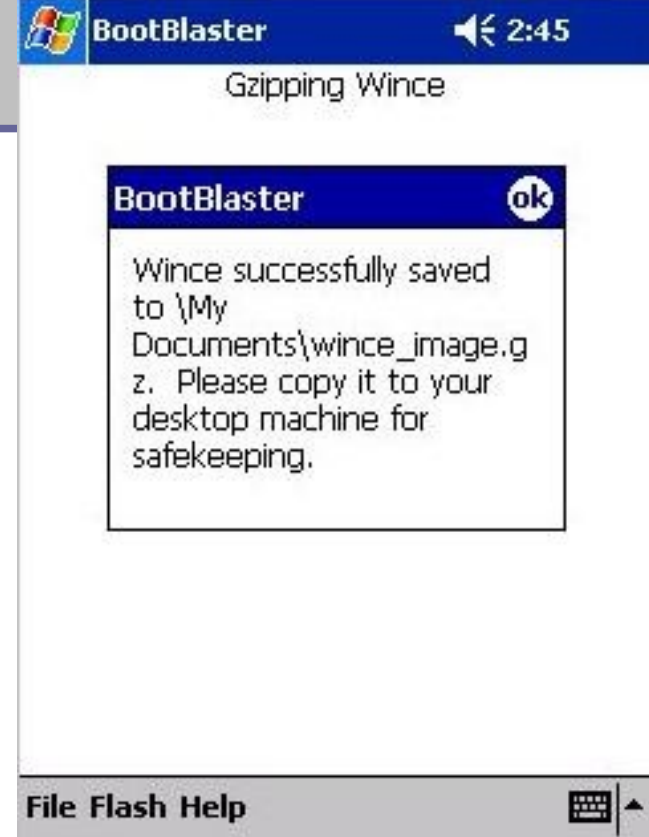 BootBlaster 2:45
Gzipping Wince
BootBlaster ok
Wince successfully saved
to \My
Documents\wince_image.g
z.  Please copy it to your
desktop machine for
safekeeping.
File Flash Help